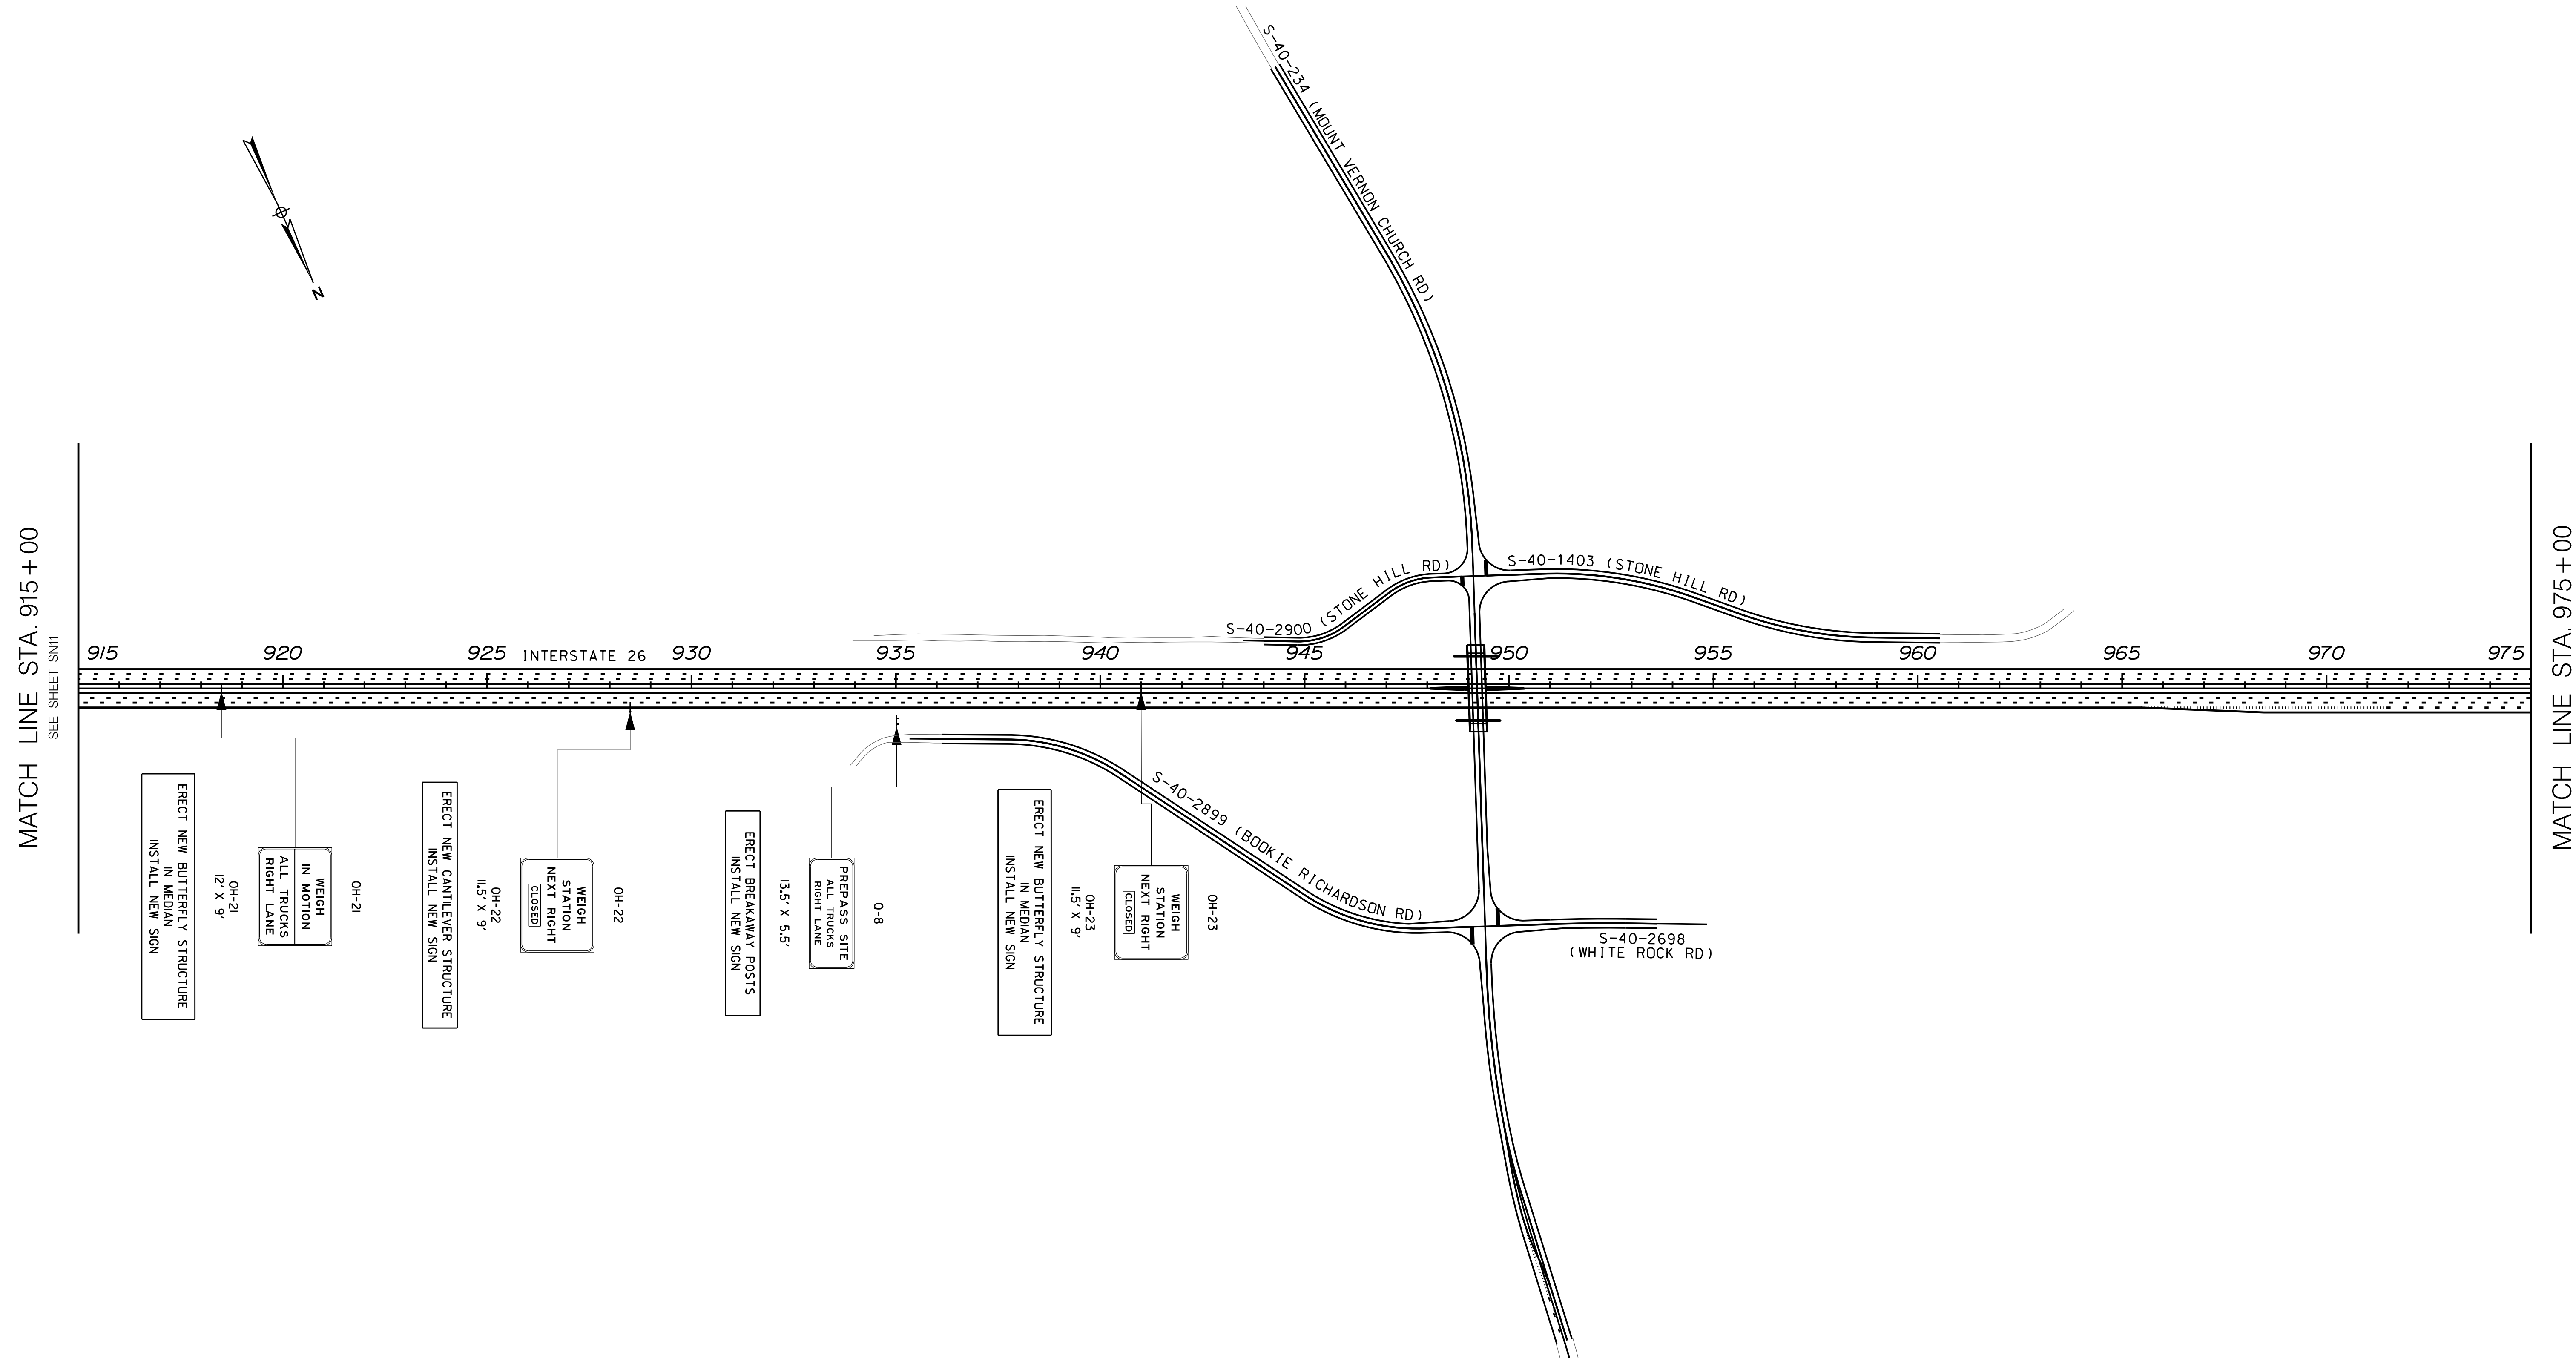 S-40-234 (MOUNT VERNON CHURCH RD)
N
MATCH LINE STA. 915+00
SEE SHEET SN11
MATCH LINE STA. 975+00
S-40-2900 (STONE HILL RD)
S-40-1403 (STONE HILL RD)
915 920 925 INTERSTATE 26 930 935 940 945 950 955 960 965 970 975
S-40-2899 (BOOKIE RICHARDSON RD)
S-40-2698
(WHITE ROCK RD)
OH-21
WEIGH
IN MOTION
ALL TRUCKS
RIGHT LANE
OH-21
12' X 9'
ERECT NEW BUTTERFLY STRUCTURE
IN MEDIAN
INSTALL NEW SIGN
OH-22
WEIGH
STATION
NEXT RIGHT
CLOSED
OH-22
11.5' X 9'
ERECT NEW CANTILEVER STRUCTURE
INSTALL NEW SIGN
O-8
PREPASS SITE
ALL TRUCKS
RIGHT LANE
13.5' X 5.5'
ERECT BREAKAWAY POSTS
INSTALL NEW SIGN
OH-23
WEIGH
STATION
NEXT RIGHT
CLOSED
OH-23
11.5' X 9'
ERECT NEW BUTTERFLY STRUCTURE
IN MEDIAN
INSTALL NEW SIGN